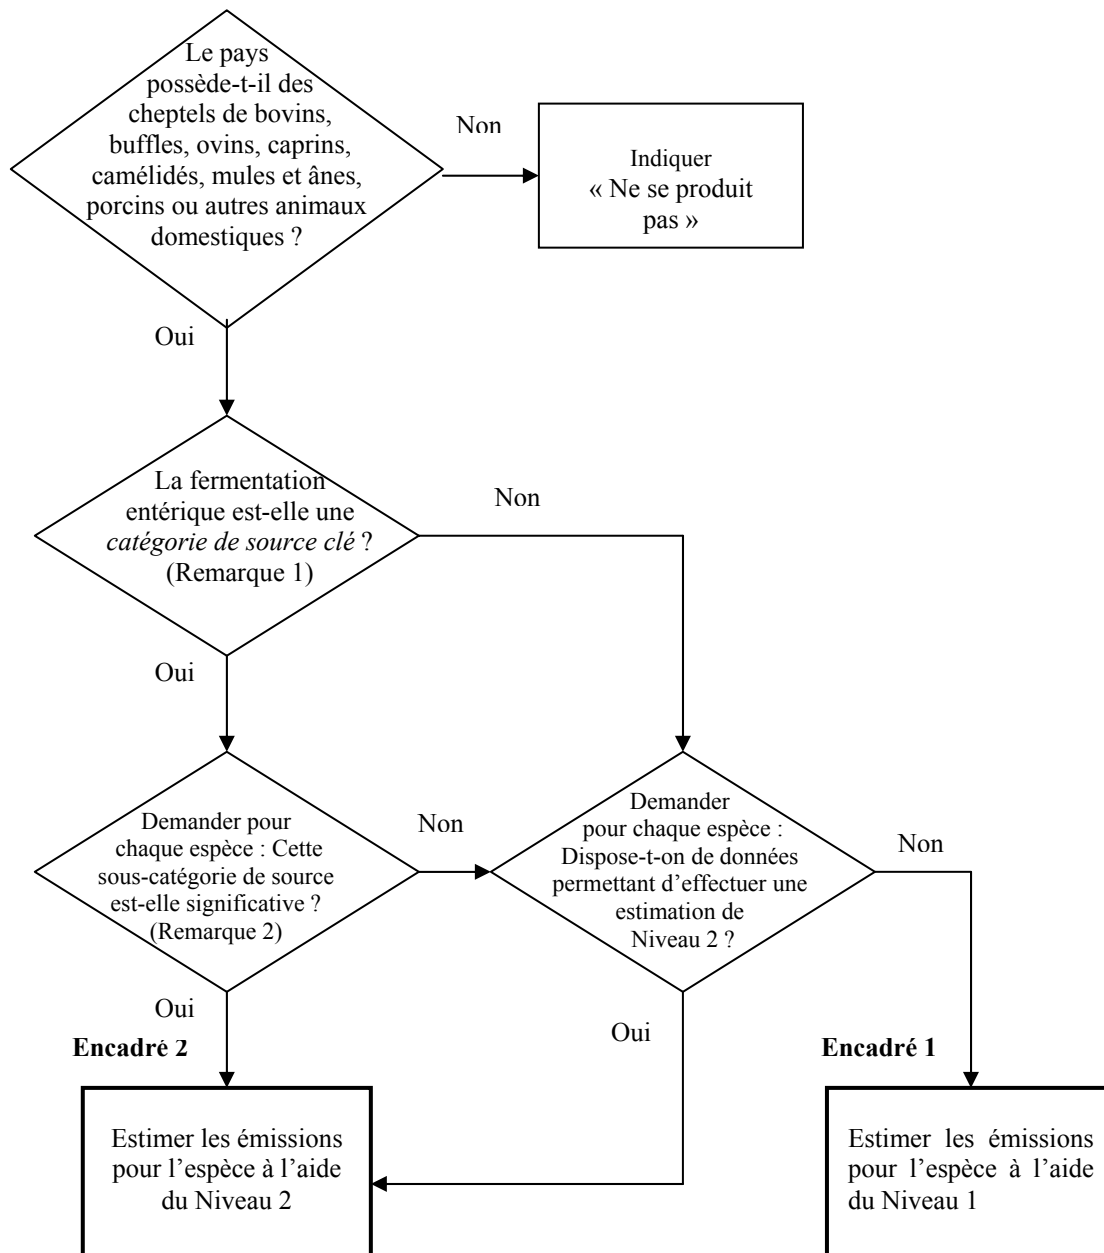 Le pays
possède-t-il des
cheptels de bovins,
buffles, ovins, caprins,
camélidés, mules et ânes,
porcins ou autres animaux
domestiques ?
Non
Indiquer
« Ne se produit
pas »
Oui
La fermentation
entérique est-elle une
catégorie de source clé ?
(Remarque 1)
Non
Oui
Demander pour
chaque espèce : Cette
sous-catégorie de source
est-elle significative ?
(Remarque 2)
Non
Demander
pour chaque espèce :
Dispose-t-on de données
permettant d'effectuer une
estimation de
Niveau 2 ?
Non
Oui
Oui
Encadré 2
Encadré 1
Estimer les émissions
pour l'espèce à l'aide
du Niveau 2
Estimer les émissions
pour l'espèce à l'aide
du Niveau 1